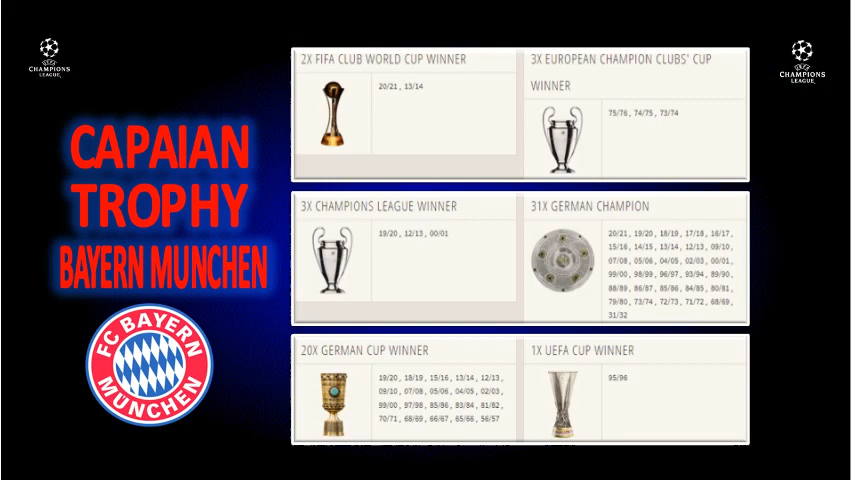 CHAMPIONS
LEAGUE
CHAMPIONS
LEAGUE
CAPAIAN
TROPHY
BAYERN MUNCHEN
FC BAYERN
MÜNCHEN
2X FIFA CLUB WORLD CUP WINNER
20/21 , 13/14
3X EUROPEAN CHAMPION CLUBS' CUP
WINNER
75/76 , 74/75 , 73/74
3X CHAMPIONS LEAGUE WINNER
19/20 , 12/13 , 00/01
31X GERMAN CHAMPION
20/21 , 19/20 , 18/19 , 17/18 , 16/17 ,
15/16 , 14/15 , 13/14 , 12/13 , 09/10 ,
07/08 , 05/06 , 04/05 , 02/03 , 00/01 ,
99/00 , 98/99 , 96/97 , 93/94 , 89/90 ,
88/89 , 86/87 , 85/86 , 84/85 , 80/81 ,
79/80 , 73/74 , 72/73 , 71/72 , 68/69 ,
31/32
20X GERMAN CUP WINNER
19/20 , 18/19 , 15/16 , 13/14 , 12/13 ,
09/10 , 07/08 , 05/06 , 04/05 , 02/03 ,
99/00 , 97/98 , 85/86 , 83/84 , 81/82 ,
70/71 , 68/69 , 66/67 , 65/66 , 56/57
1X UEFA CUP WINNER
95/96